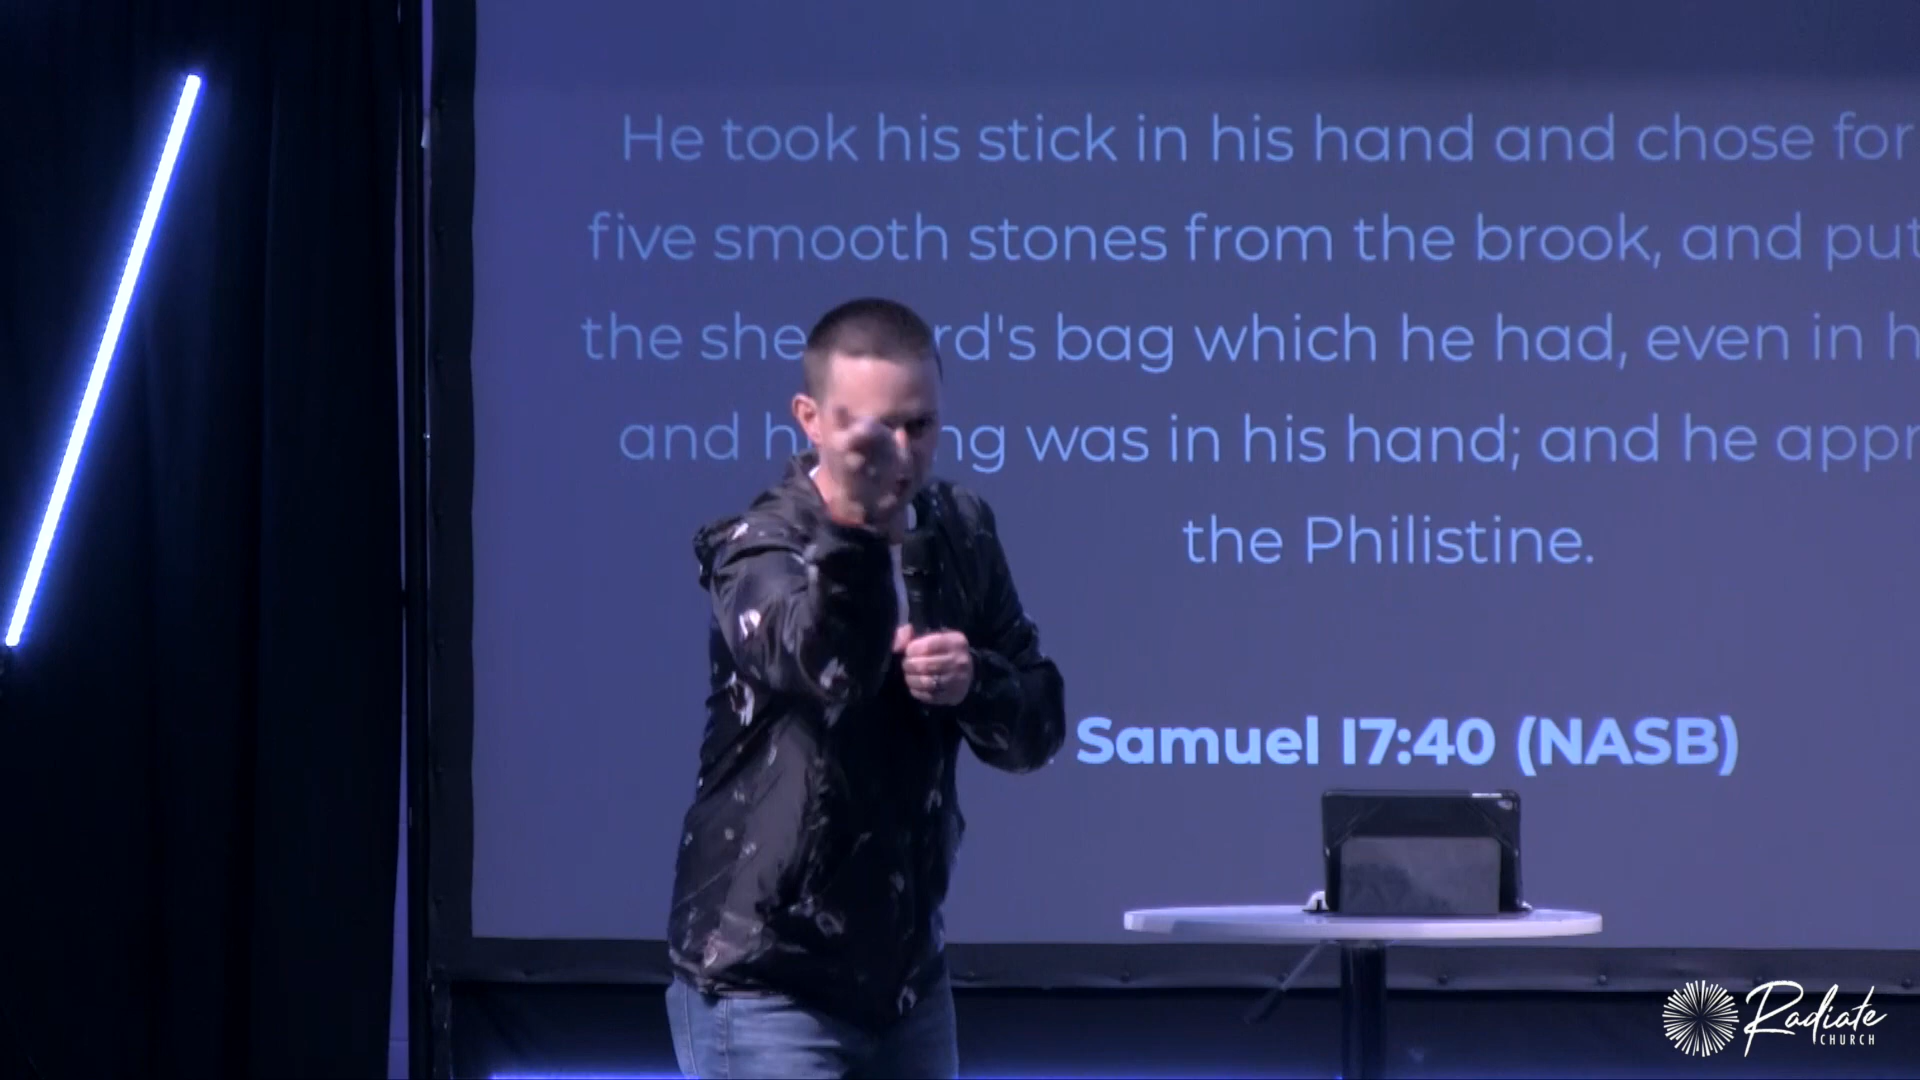 He took his stick in his hand and chose for
five smooth stones from the brook, and put
the she rd's bag which he had, even in h
and h ng was in his hand; and he appr
the Philistine.
Samuel 17:40 (NASB)
Radiate
CHURCH